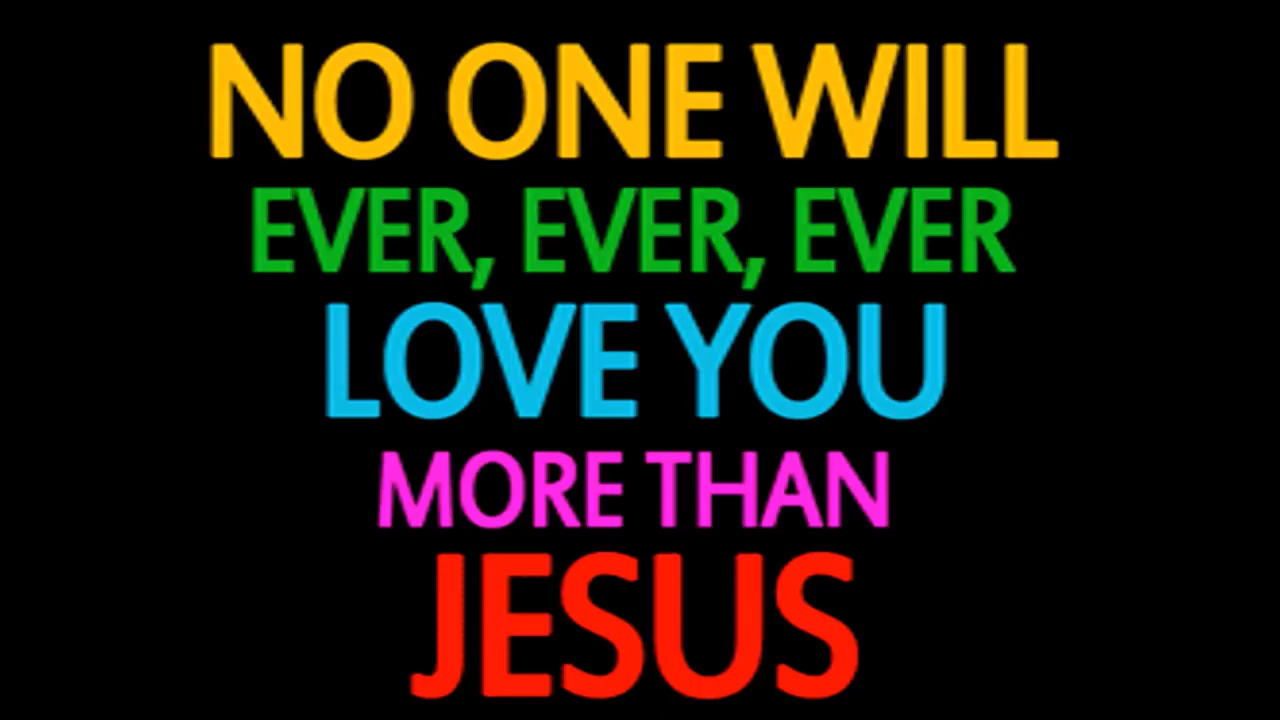 NO ONE WILL
EVER, EVER, EVER
LOVE YOU
MORE THAN
JESUS